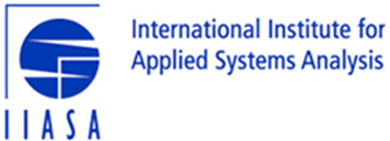 International Institute for
Applied Systems Analysis
IIASA